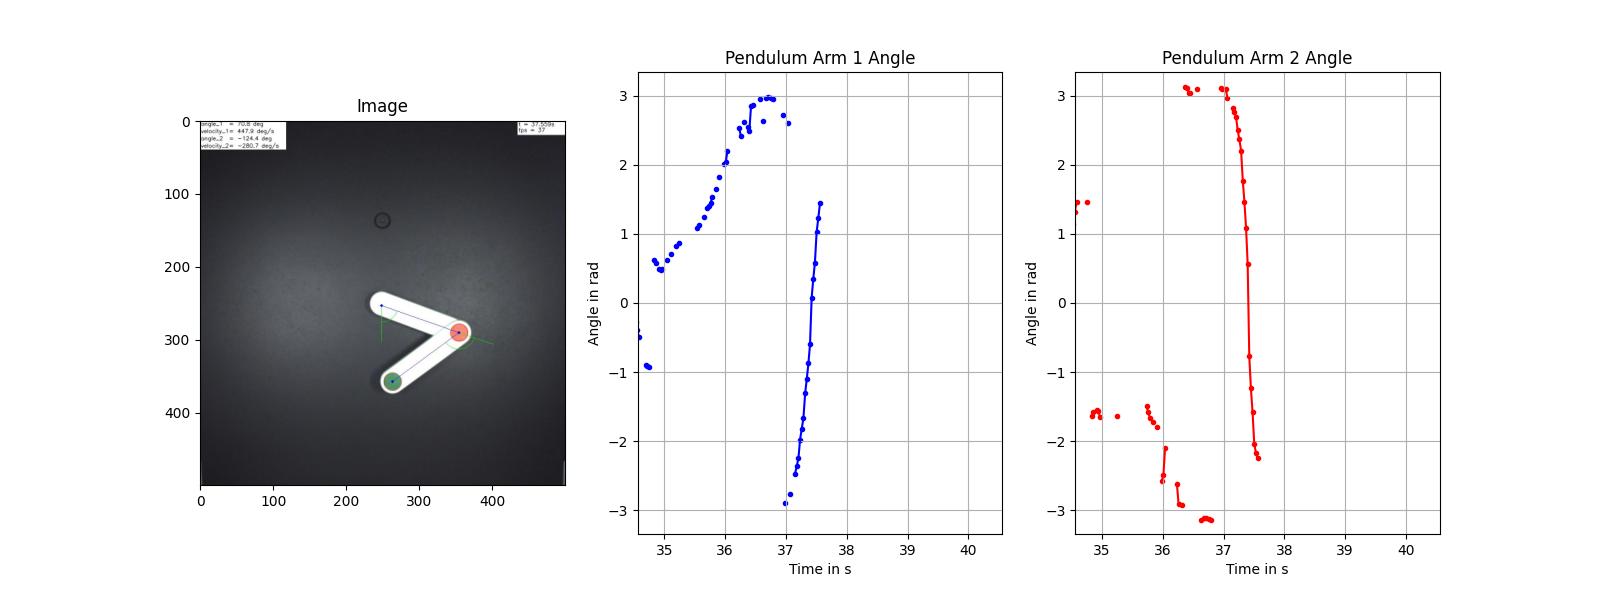 Image
angle_1 = 70.8 deg
velocity_1= 447.9 deg/s
angle_2 = -124.4 deg
velocity_2= -280.7 deg/s
t = 37.559s
fps = 37
0
100
200
300
400
0 100 200 300 400
Pendulum Arm 1 Angle
Angle in rad
3
2
1
0
−1
−2
−3
35 36 37 38 39 40
Time in s
Pendulum Arm 2 Angle
Angle in rad
3
2
1
0
−1
−2
−3
35 36 37 38 39 40
Time in s